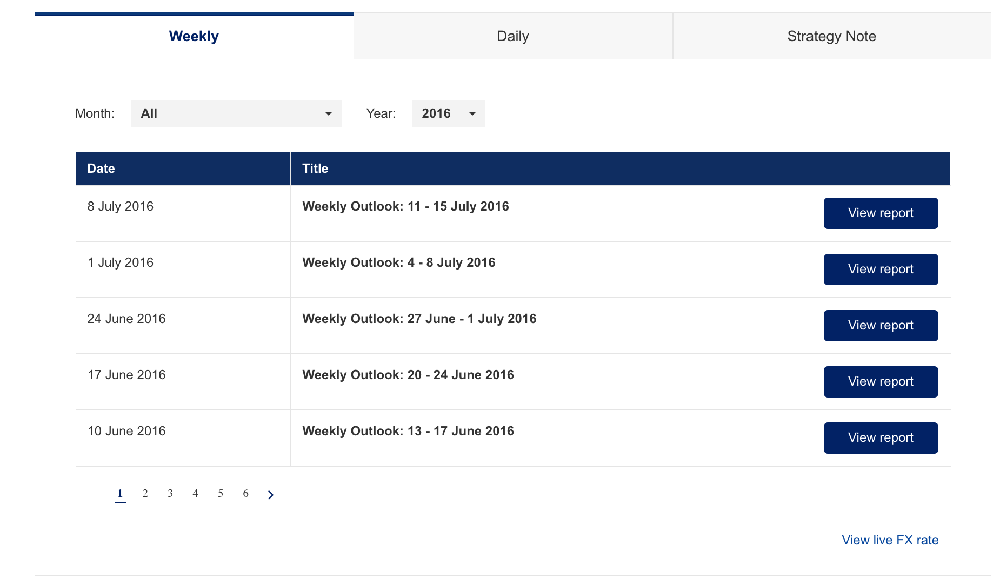 Weekly Daily Strategy Note
Month: All Year: 2016
Date Title
8 July 2016 Weekly Outlook: 11 - 15 July 2016 View report
1 July 2016 Weekly Outlook: 4 - 8 July 2016 View report
24 June 2016 Weekly Outlook: 27 June - 1 July 2016 View report
17 June 2016 Weekly Outlook: 20 - 24 June 2016 View report
10 June 2016 Weekly Outlook: 13 - 17 June 2016 View report
1 2 3 4 5 6
View live FX rate